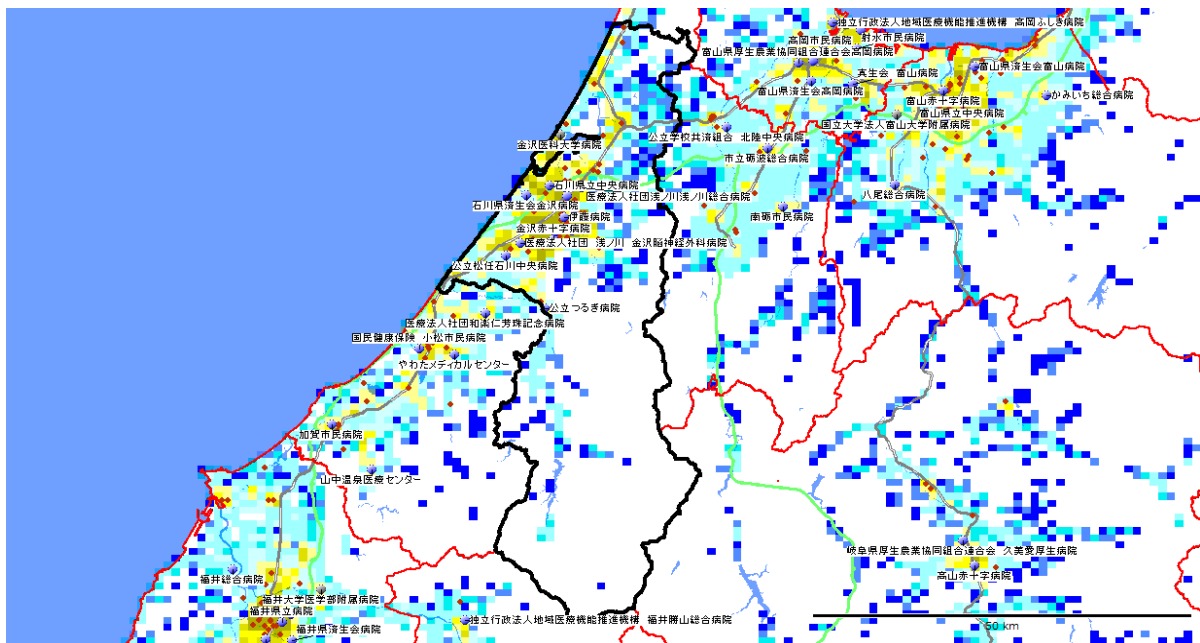 独立行政法人地域医療機能推進機構 高岡ふしき病院
高岡市民病院
射水市民病院
富山県厚生農業協同組合連合会高岡病院
真生会 富山病院
富山県済生会富山病院
富山県済生会高岡病院
富山赤十字病院
かみいち総合病院
富山県立中央病院
国立大学法人富山大学附属病院
公立学校共済組合 北陸中央病院
金沢医科大学病院
市立砺波総合病院
石川県立中央病院
八尾総合病院
医療法人社団浅ノ川浅ノ川総合病院
石川県済生会金沢病院
南砺市民病院
伊藤病院
金沢赤十字病院
医療法人社団 浅ノ川 金沢脳神経外科病院
公立松任石川中央病院
公立つるぎ病院
医療法人社団和楽仁芳珠記念病院
国民健康保険 小松市民病院
やわたメディカルセンター
加賀市民病院
山中温泉医療センター
岐阜県厚生農業協同組合連合会 久美愛厚生病院
高山赤十字病院
福井総合病院
福井大学医学部附属病院
福井県立病院
福井県済生会病院
独立行政法人地域医療機能推進機構 福井勝山総合病院
50 km